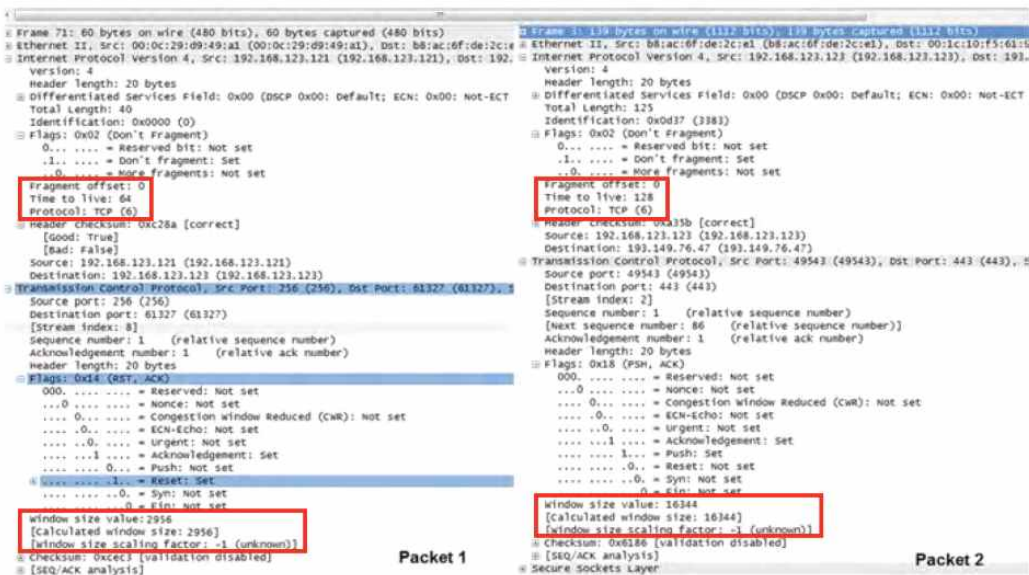 Frame 71: 60 bytes on wire (480 bits), 60 bytes captured (480 bits)
Ethernet II, Src: 00:0c:29:d9:49:a1 (00:0c:29:d9:49:a1), Dst: b8:ac:6f:de:2c:e
Internet Protocol Version 4, Src: 192.168.123.121 (192.168.123.121), Dst: 192.
Version: 4
Header length: 20 bytes
Differentiated Services Field: 0x00 (DSCP 0x00: Default; ECN: 0x00: Not-ECT
Total Length: 40
Identification: 0x0000 (0)
Flags: 0x02 (Don't Fragment)
0... .... = Reserved bit: Not set
.1.. .... = Don't fragment: Set
..0. .... = More fragments: Not set
Fragment offset: 0
Time to live: 64
Protocol: TCP (6)
Header checksum: 0xc28a [correct]
[Good: True]
[Bad: False]
Source: 192.168.123.121 (192.168.123.121)
Destination: 192.168.123.123 (192.168.123.123)
Transmission Control Protocol, Src Port: 256 (256), Dst Port: 61327 (61327), S
Source port: 256 (256)
Destination port: 61327 (61327)
[Stream index: 8]
Sequence number: 1 (relative sequence number)
Acknowledgement number: 1 (relative ack number)
Header length: 20 bytes
Flags: 0x14 (RST, ACK)
000. .... .... = Reserved: Not set
...0 .... .... = Nonce: Not set
.... 0... .... = Congestion Window Reduced (CWR): Not set
.... .0.. .... = ECN-Echo: Not set
.... ..0. .... = Urgent: Not set
.... ...1 .... = Acknowledgement: Set
.... .... 0... = Push: Not set
.... .... .1.. = Reset: Set
.... .... ..0. = Syn: Not set
.... .... ...0 = Fin: Not set
Window size value: 2956
[Calculated window size: 2956]
[Window size scaling factor: -1 (unknown)]
Checksum: 0xcec3 [validation disabled]
[SEQ/ACK analysis]
Packet 1
Frame 3: 139 bytes on wire (1112 bits), 139 bytes captured (1112 bits)
Ethernet II, Src: b8:ac:6f:de:2c:e1 (b8:ac:6f:de:2c:e1), Dst: 00:1c:10:f5:61:
Internet Protocol Version 4, Src: 192.168.123.123 (192.168.123.123), Dst: 193.
Version: 4
Header length: 20 bytes
Differentiated Services Field: 0x00 (DSCP 0x00: Default; ECN: 0x00: Not-ECT
Total Length: 125
Identification: 0x0d37 (3383)
Flags: 0x02 (Don't Fragment)
0... .... = Reserved bit: Not set
.1.. .... = Don't fragment: Set
..0. .... = More fragments: Not set
Fragment offset: 0
Time to live: 128
Protocol: TCP (6)
Header checksum: 0xa35b [correct]
Source: 192.168.123.123 (192.168.123.123)
Destination: 193.149.76.47 (193.149.76.47)
Transmission Control Protocol, Src Port: 49543 (49543), Dst Port: 443 (443), S
Source port: 49543 (49543)
Destination port: 443 (443)
[Stream index: 2]
Sequence number: 1 (relative sequence number)
[Next sequence number: 86 (relative sequence number)]
Acknowledgement number: 1 (relative ack number)
Header length: 20 bytes
Flags: 0x18 (PSH, ACK)
000. .... .... = Reserved: Not set
...0 .... .... = Nonce: Not set
.... 0... .... = Congestion Window Reduced (CWR): Not set
.... .0.. .... = ECN-Echo: Not set
.... ..0. .... = Urgent: Not set
.... ...1 .... = Acknowledgement: Set
.... .... 1... = Push: Set
.... .... .0.. = Reset: Not set
.... .... ..0. = Syn: Not set
.... .... ...0 = Fin: Not set
Window size value: 16344
[Calculated window size: 16344]
[Window size scaling factor: -1 (unknown)]
Checksum: 0x6186 [validation disabled]
[SEQ/ACK analysis]
Secure Sockets Layer
Packet 2